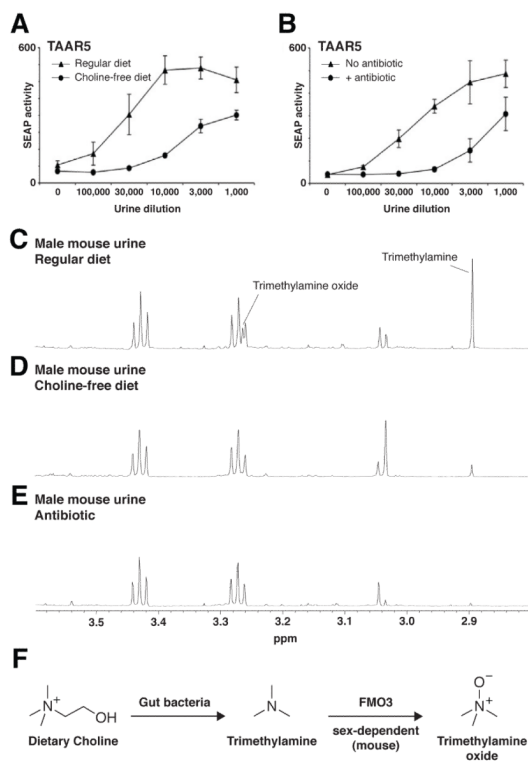 A
TAAR5
Regular diet
Choline-free diet
600
SEAP activity
0
0 100,000 30,000 10,000 3,000 1,000
Urine dilution
B
TAAR5
No antibiotic
+ antibiotic
600
SEAP activity
0
0 100,000 30,000 10,000 3,000 1,000
Urine dilution
C Male mouse urine
Regular diet
Trimethylamine
Trimethylamine oxide
D Male mouse urine
Choline-free diet
E Male mouse urine
Antibiotic
3.5 3.4 3.3 3.2 3.1 3.0 2.9
ppm
F
N+
OH
Dietary Choline
Gut bacteria
N
Trimethylamine
FMO3
sex-dependent
(mouse)
O−
N+
Trimethylamine
oxide